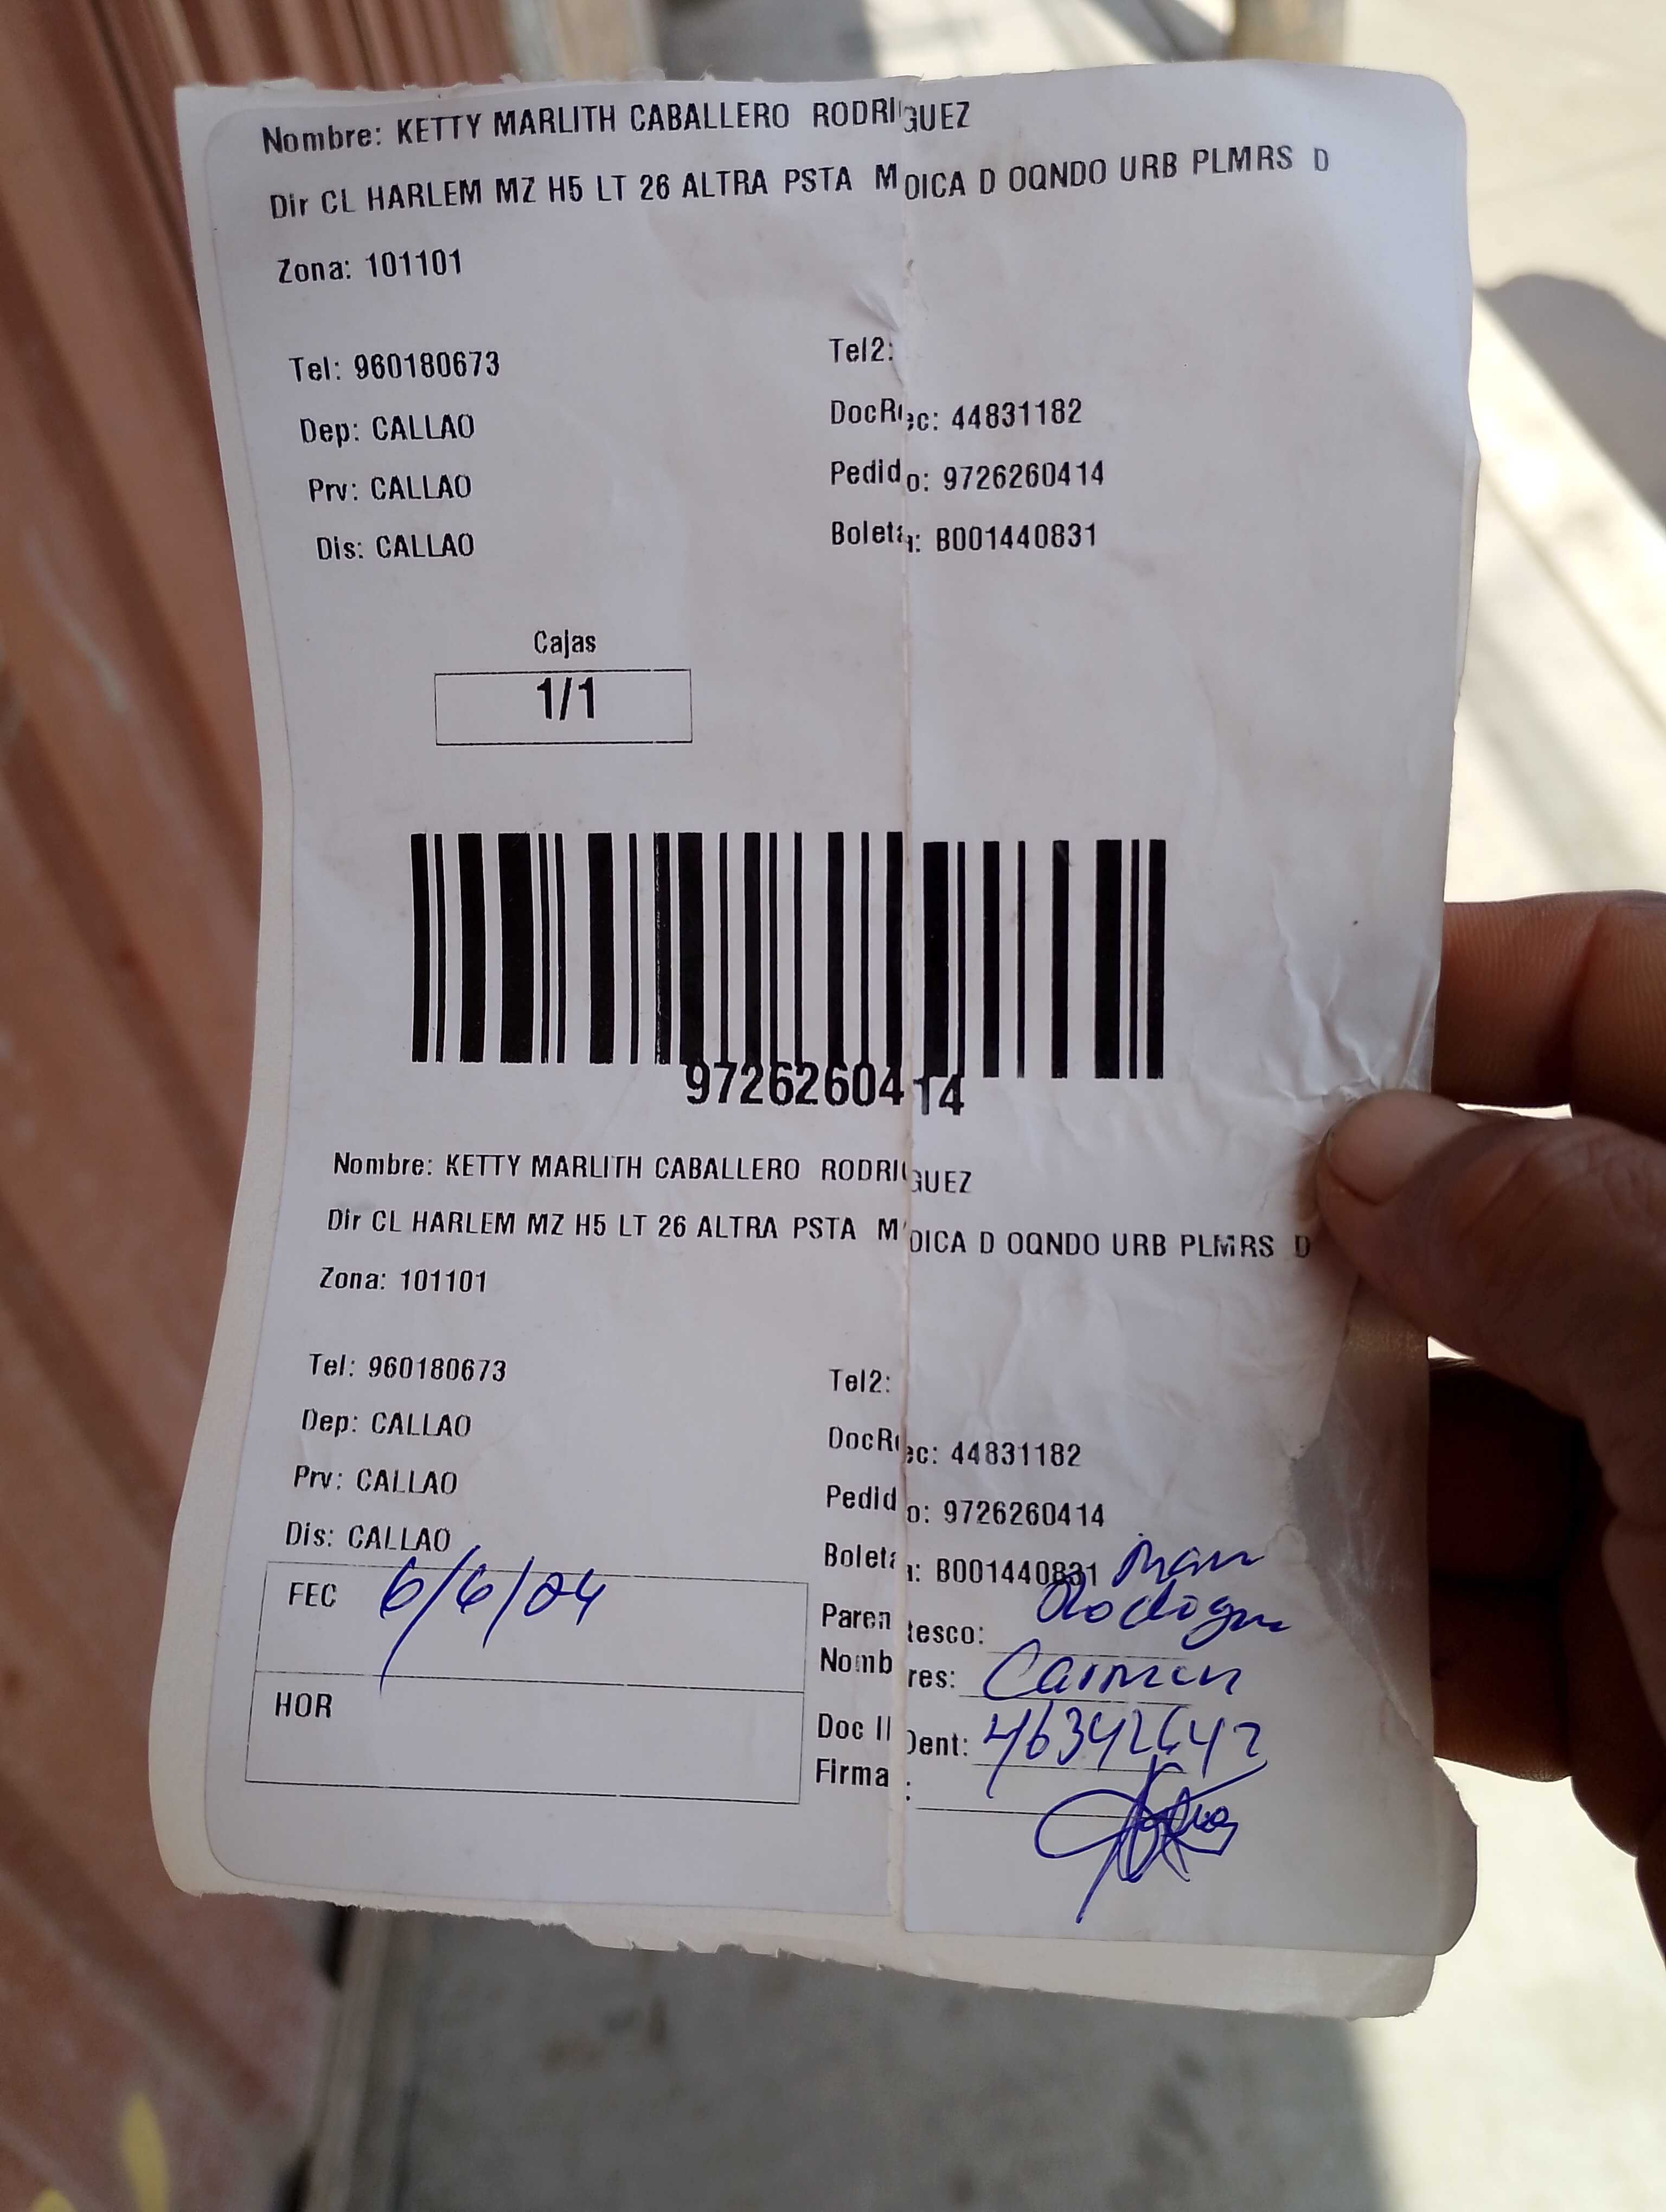 Nombre: KETTY MARLITH CABALLERO RODRIGUEZ
Dir CL HARLEM MZ H5 LT 26 ALTRA PSTA MDICA D OQNDO URB PLMRS D
Zona: 101101
Tel: 960180673 Tel2:
Dep: CALLAO DocRec: 44831182
Prv: CALLAO Pedido: 9726260414
Dis: CALLAO Boleta: B001440831
Cajas
1/1
9726260414
Nombre: KETTY MARLITH CABALLERO RODRIGUEZ
Dir CL HARLEM MZ H5 LT 26 ALTRA PSTA MDICA D OQNDO URB PLMRS D
Zona: 101101
Tel: 960180673 Tel2:
Dep: CALLAO DocRec: 44831182
Prv: CALLAO Pedido: 9726260414
Dis: CALLAO Boleta: B001440831
FEC 6/6/04 Parentesco:
Nombres: Carmen
HOR Doc IDent:
Firma: